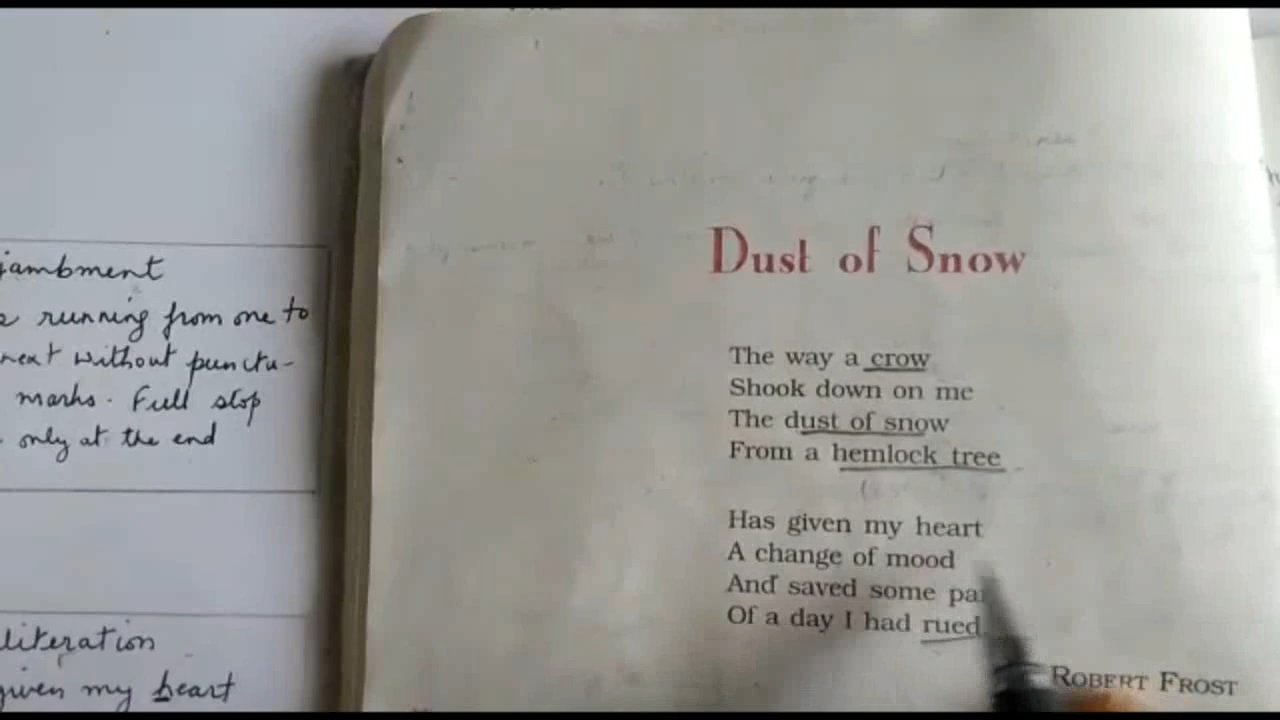 jambment
running from one to
next without punctu-
marks. Full stop
only at the end
literation
given my heart
Dust of Snow
The way a crow
Shook down on me
The dust of snow
From a hemlock tree
Has given my heart
A change of mood
And saved some
Of a day I had rued.
ROBERT FROST